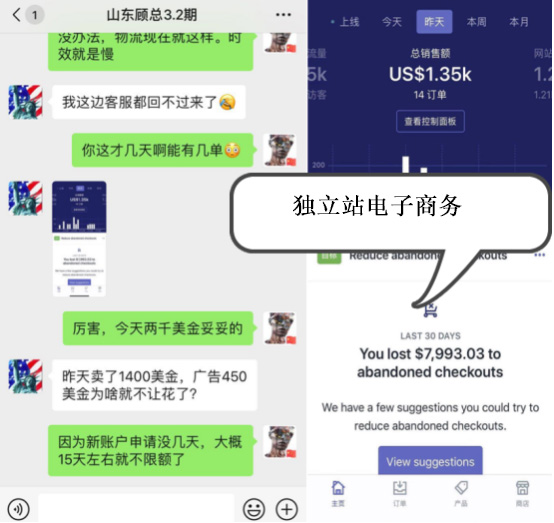 1
山东顾总3.2期
没办法，物流现在就这样。时
效就是慢
我这边客服都回不过来了
你这才几天啊能有几单
厉害，今天两千美金妥妥的
昨天卖了1400美金，广告450
美金为啥就不让花了？
因为新账户申请没几天，大概
15天左右就不限额了
上线
今天
昨天
本周
本月
流量
总销售额
网站
5k
US$1.35k
1.2
访客
14 订单
1.21
查看控制面板
200
独立站电子商务
Reduce abandoned checkouts
LAST 30 DAYS
You lost $7,993.03 to
abandoned checkouts
We have a few suggestions you could try to
reduce abandoned checkouts.
View suggestions
主页
订单
产品
商店